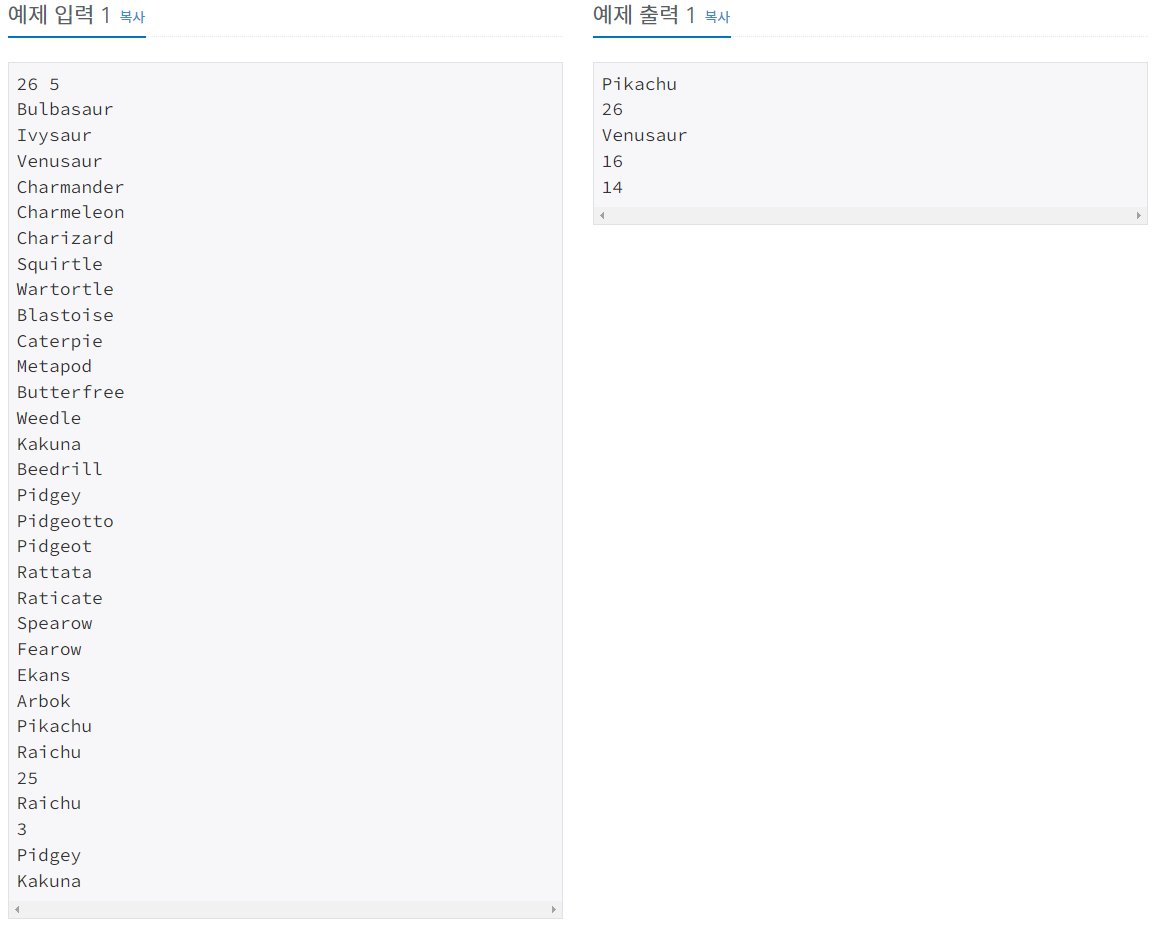 예제 입력 1 복사
26 5
Bulbasaur
Ivysaur
Venusaur
Charmander
Charmeleon
Charizard
Squirtle
Wartortle
Blastoise
Caterpie
Metapod
Butterfree
Weedle
Kakuna
Beedrill
Pidgey
Pidgeotto
Pidgeot
Rattata
Raticate
Spearow
Fearow
Ekans
Arbok
Pikachu
Raichu
25
Raichu
3
Pidgey
Kakuna
예제 출력 1 복사
Pikachu
26
Venusaur
16
14